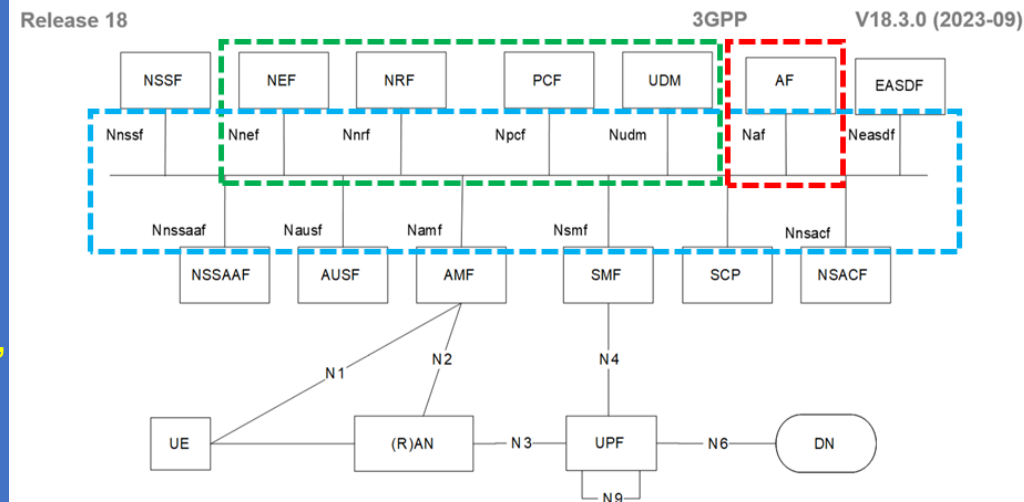 Release 18 3GPP V18.3.0 (2023-09)
NSSF NEF NRF PCF UDM AF EASDF
Nnssf Nnef Nnrf Npcf Nudm Naf Neasdf
Nnssaaf Nausf Namf Nsmf Nnsacf
NSSAAF AUSF AMF SMF SCP NSACF
N1 N2 N4
UE (R)AN N3 UPF N6 DN
N9